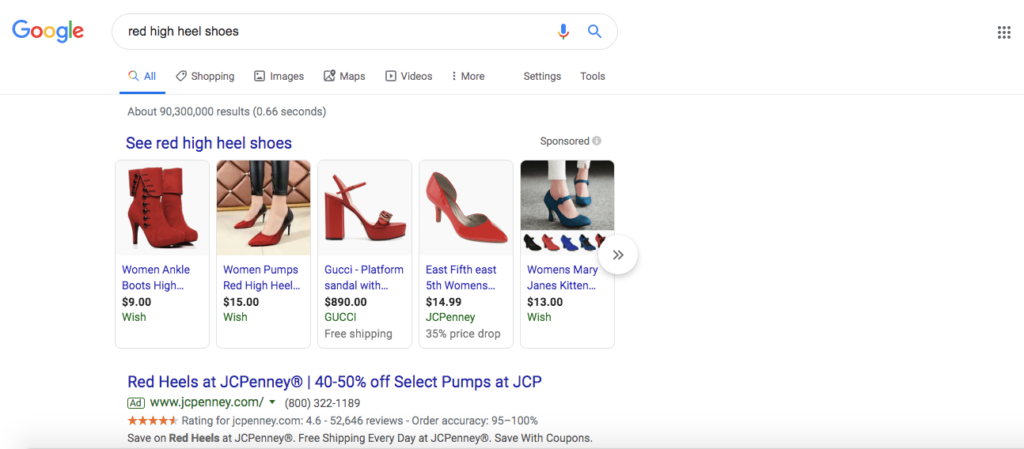 Google
red high heel shoes
All Shopping Images Maps Videos More Settings Tools
About 90,300,000 results (0.66 seconds)
See red high heel shoes
Sponsored
Women Ankle
Boots High...
$9.00
Wish
Women Pumps
Red High Heel...
$15.00
Wish
Gucci - Platform
sandal with...
$890.00
GUCCI
Free shipping
East Fifth east
5th Womens...
$14.99
JCPenney
35% price drop
Womens Mary
Janes Kitten...
$13.00
Wish
Red Heels at JCPenney® | 40-50% off Select Pumps at JCP
Ad www.jcpenney.com/ (800) 322-1189
Rating for jcpenney.com: 4.6 - 52,646 reviews - Order accuracy: 95–100%
Save on Red Heels at JCPenney®. Free Shipping Every Day at JCPenney®. Save With Coupons.